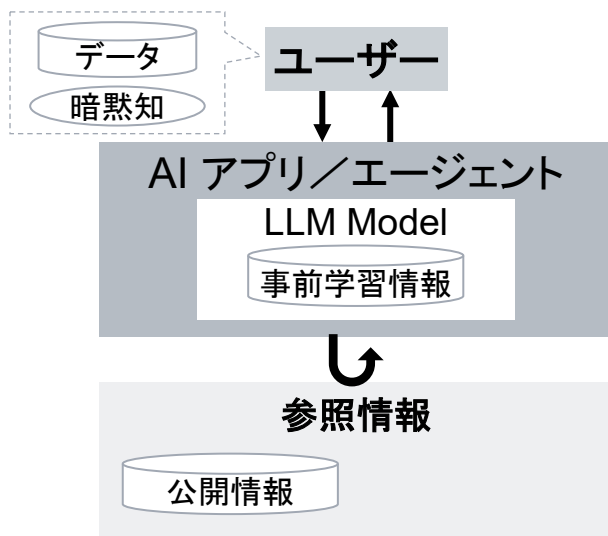 データ
暗黙知
ユーザー
AI アプリ／エージェント
LLM Model
事前学習情報
参照情報
公開情報